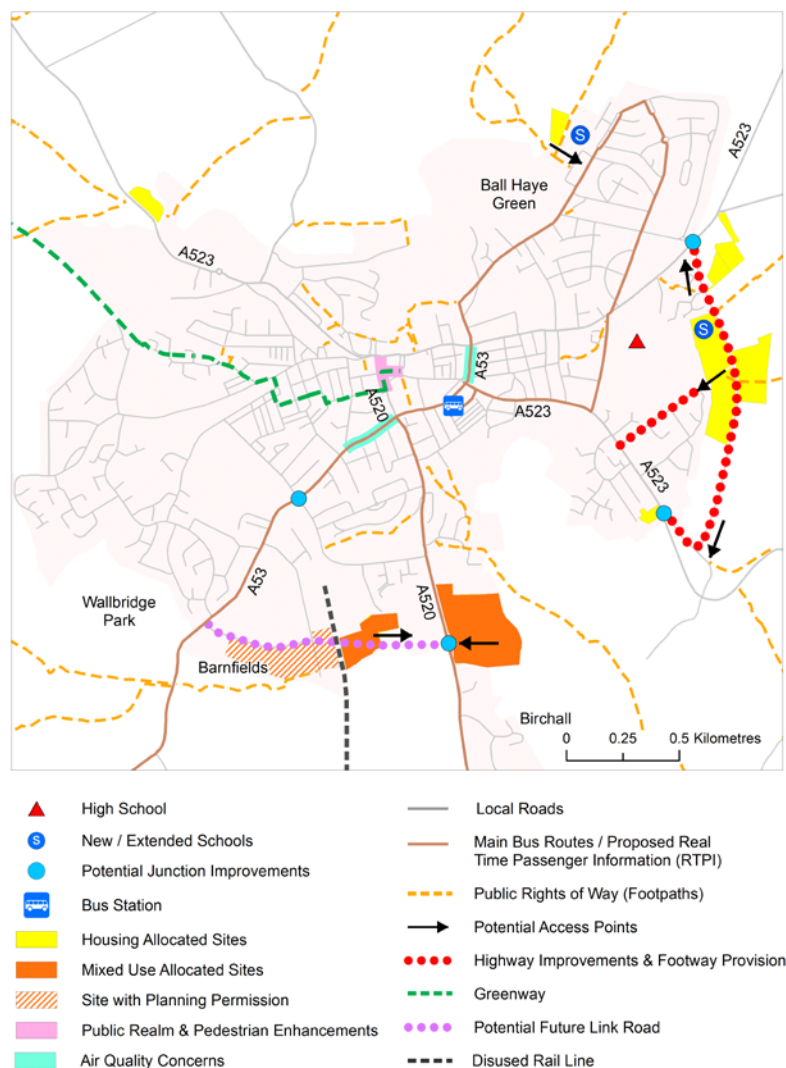 S
A523
Ball Haye
Green
A523
S
A53
A520
A523
A523
A53
Wallbridge
Park
A520
Barnfields
Birchall
0 0.25 0.5 Kilometres
High School
S New / Extended Schools
Potential Junction Improvements
Bus Station
Housing Allocated Sites
Mixed Use Allocated Sites
Site with Planning Permission
Public Realm & Pedestrian Enhancements
Air Quality Concerns
Local Roads
Main Bus Routes / Proposed Real
Time Passenger Information (RTPI)
Public Rights of Way (Footpaths)
Potential Access Points
Highway Improvements & Footway Provision
Greenway
Potential Future Link Road
Disused Rail Line